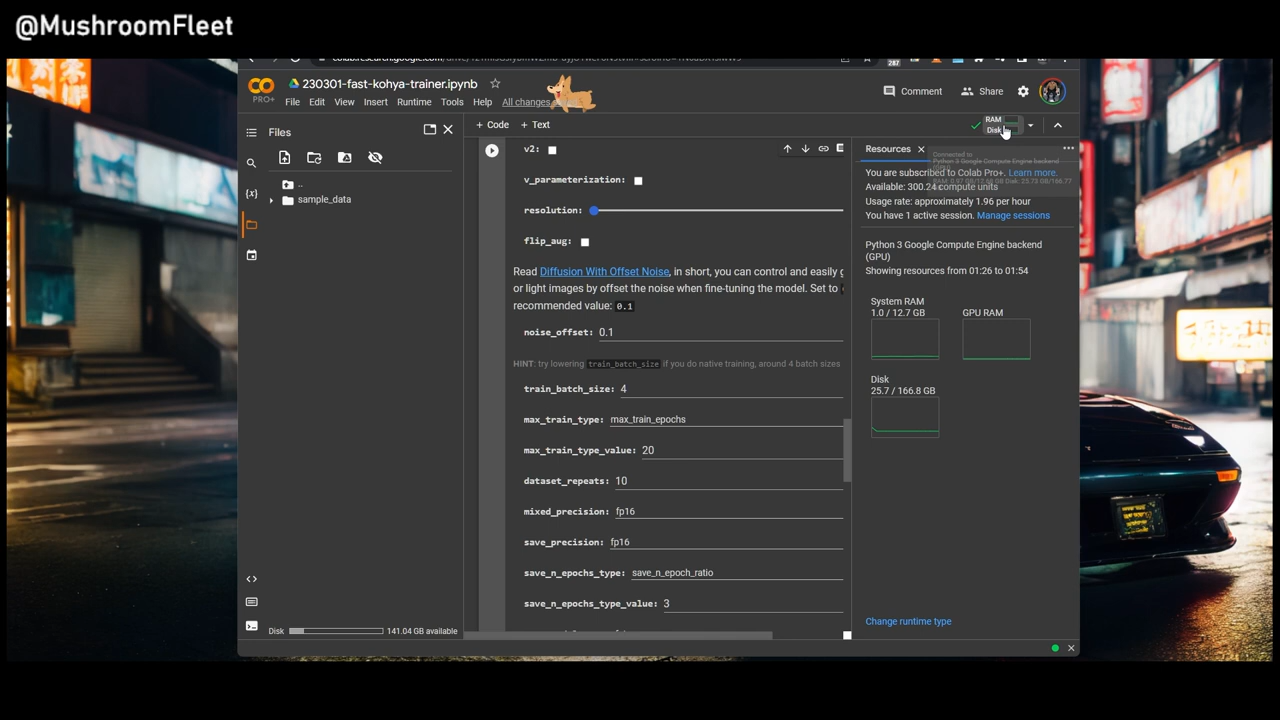 @MushroomFleet
230301-fast-kohya-trainer.ipynb
PRO+
File Edit View Insert Runtime Tools Help All changes
Comment Share
Files
+ Code + Text
RAM
Disk
..
sample_data
Disk 141.04 GB available
v2:
v_parameterization:
resolution:
flip_aug:
Read Diffusion With Offset Noise, in short, you can control and easily g
or light images by offset the noise when fine-tuning the model. Set to
recommended value: 0.1
noise_offset: 0.1
HINT: try lowering train_batch_size if you do native training, around 4 batch sizes
train_batch_size: 4
max_train_type: max_train_epochs
max_train_type_value: 20
dataset_repeats: 10
mixed_precision: fp16
save_precision: fp16
save_n_epochs_type: save_n_epoch_ratio
save_n_epochs_type_value: 3
Resources
You are subscribed to Colab Pro+. Learn more.
Available: 300.24 compute units
Usage rate: approximately 1.96 per hour
You have 1 active session. Manage sessions
Python 3 Google Compute Engine backend
(GPU)
Showing resources from 01:26 to 01:54
System RAM
1.0 / 12.7 GB
GPU RAM
Disk
25.7 / 166.8 GB
Change runtime type
287